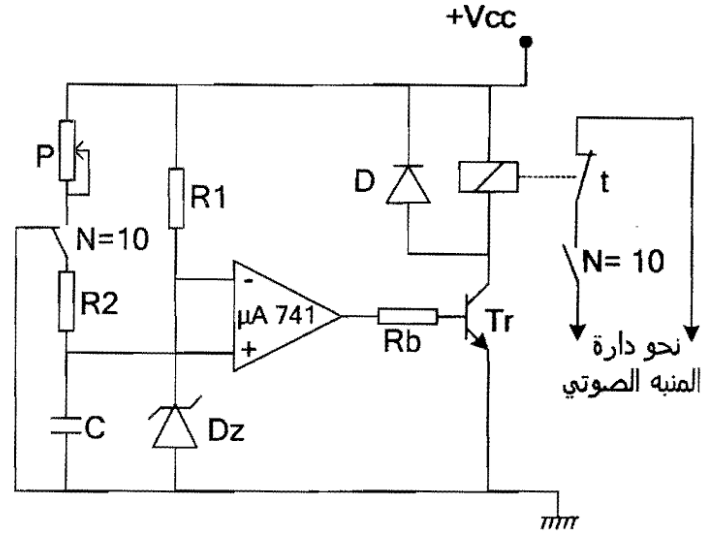 +Vcc
P
R1
D
t
N=10
N= 10
R2
-
μA 741
+
Rb
Tr
C
Dz
نحو دارة
المنبه الصوتي